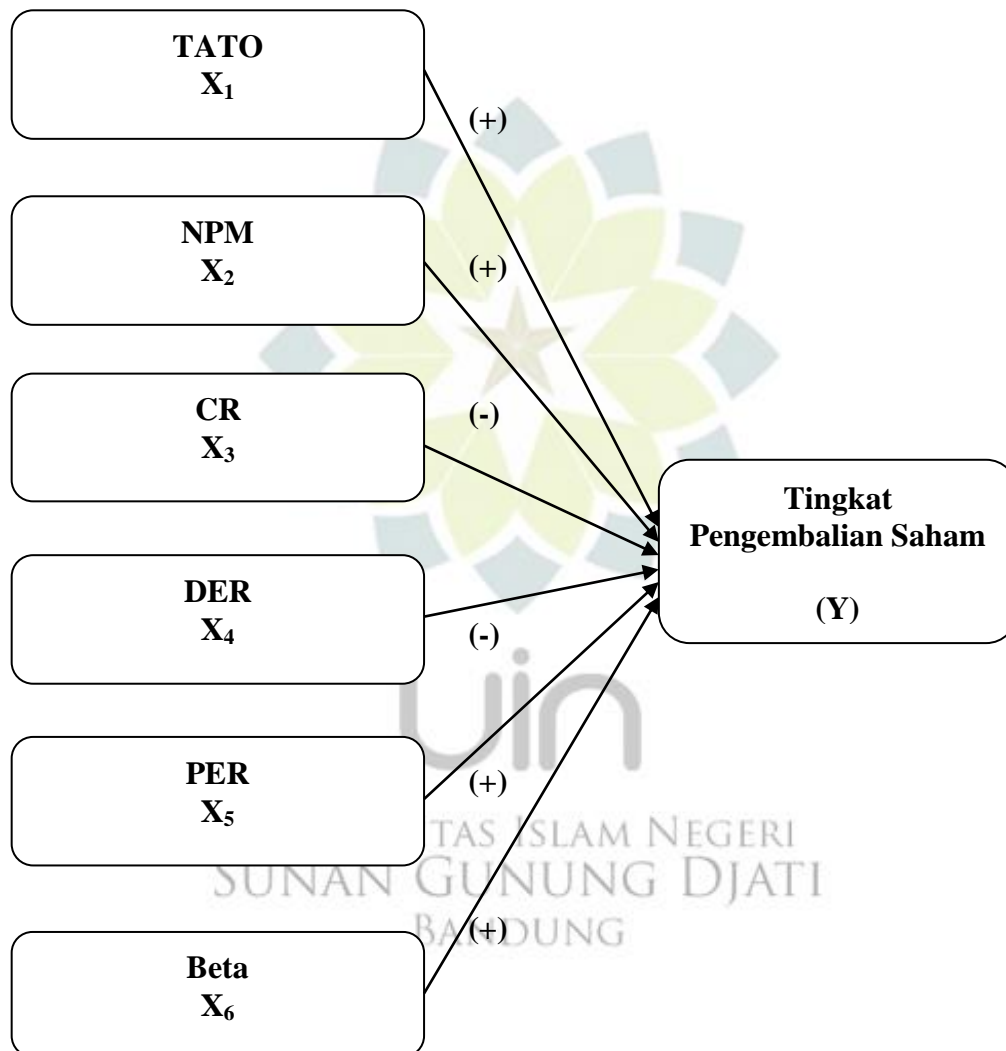 TATO
X₁
(+)
NPM
X₂
(+)
CR
X₃
(-)
DER
X₄
(-)
PER
X₅
(+)
Beta
X₆
(+)
Tingkat
Pengembalian Saham
(Y)
uin
TAS ISLAM NEGERI
SUNAN GUNUNG DJATI
BANDUNG